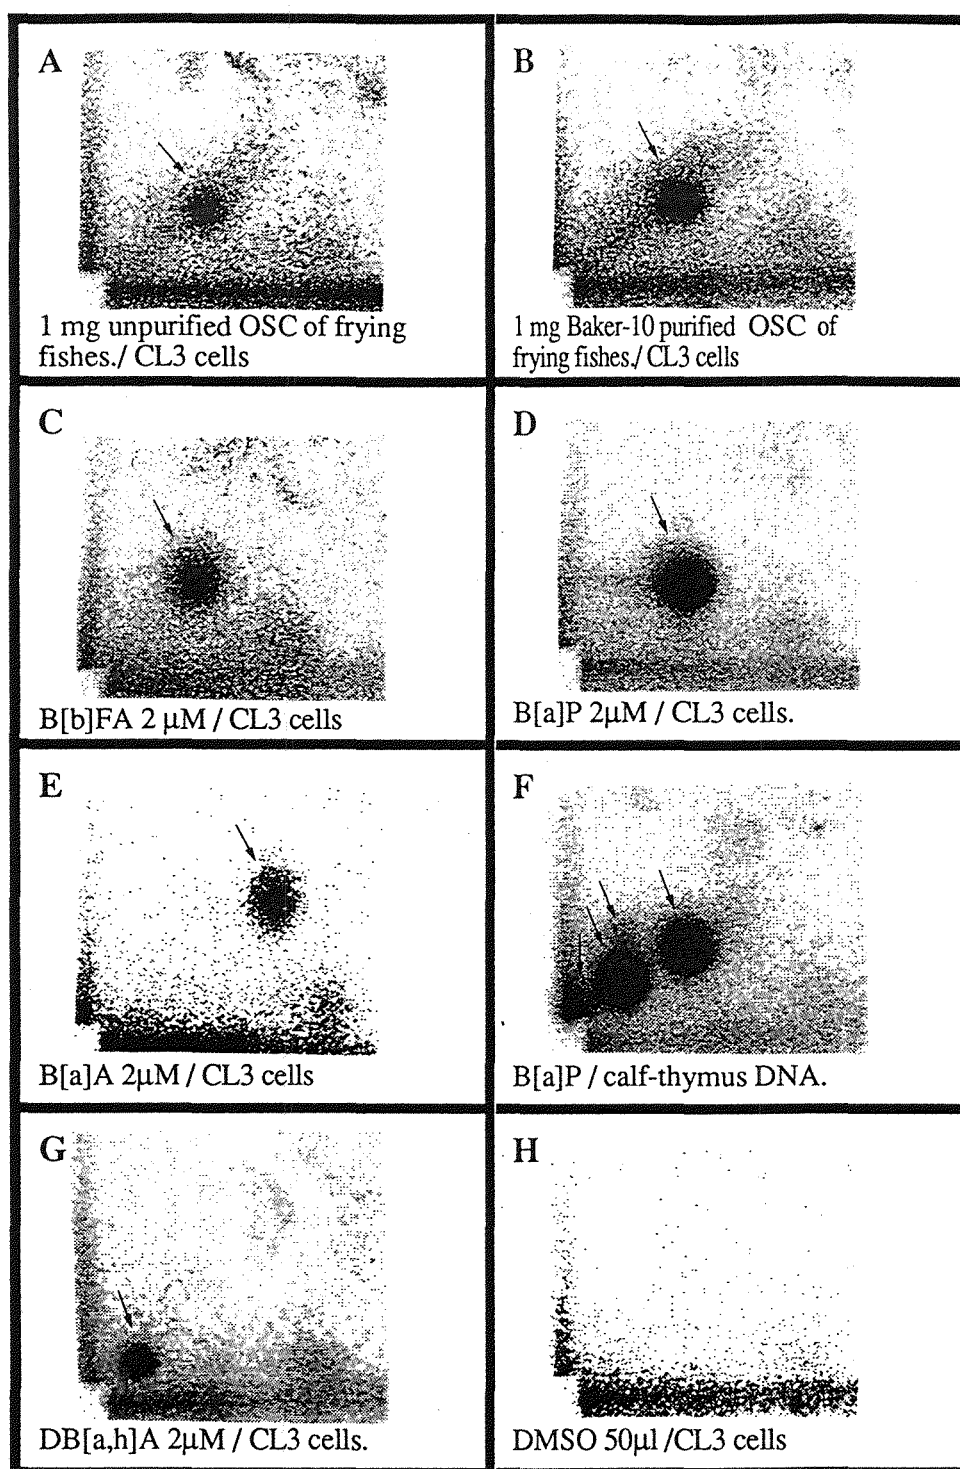 A
1 mg unpurified OSC of frying
fishes./ CL3 cells
B
1 mg Baker-10 purified OSC of
frying fishes./ CL3 cells
C
B[b]FA 2 µM / CL3 cells
D
B[a]P 2µM / CL3 cells.
E
B[a]A 2µM / CL3 cells
F
B[a]P / calf-thymus DNA.
G
DB[a,h]A 2µM / CL3 cells.
H
DMSO 50µl /CL3 cells